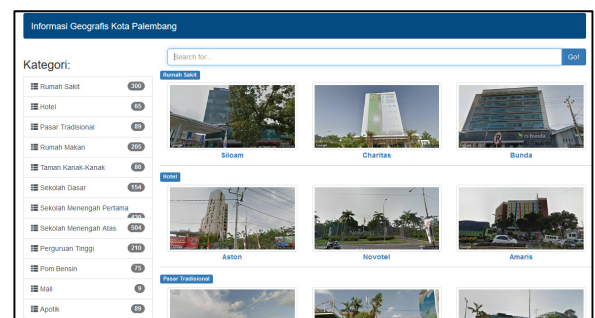 Informasi Geografis Kota Palembang
Search for...
Go!
Kategori:
Rumah Sakit 300
Hotel 65
Pasar Tradisional 89
Rumah Makan 205
Taman Kanak-Kanak 80
Sekolah Dasar 154
Sekolah Menengah Pertama
Sekolah Menengah Atas 504
Perguruan Tinggi 210
Pom Bensin 75
Mall 9
Apotik 89
Rumah Sakit
Siloam
Charitas
Bunda
Hotel
Aston
Novotel
Amaris
Pasar Tradisional